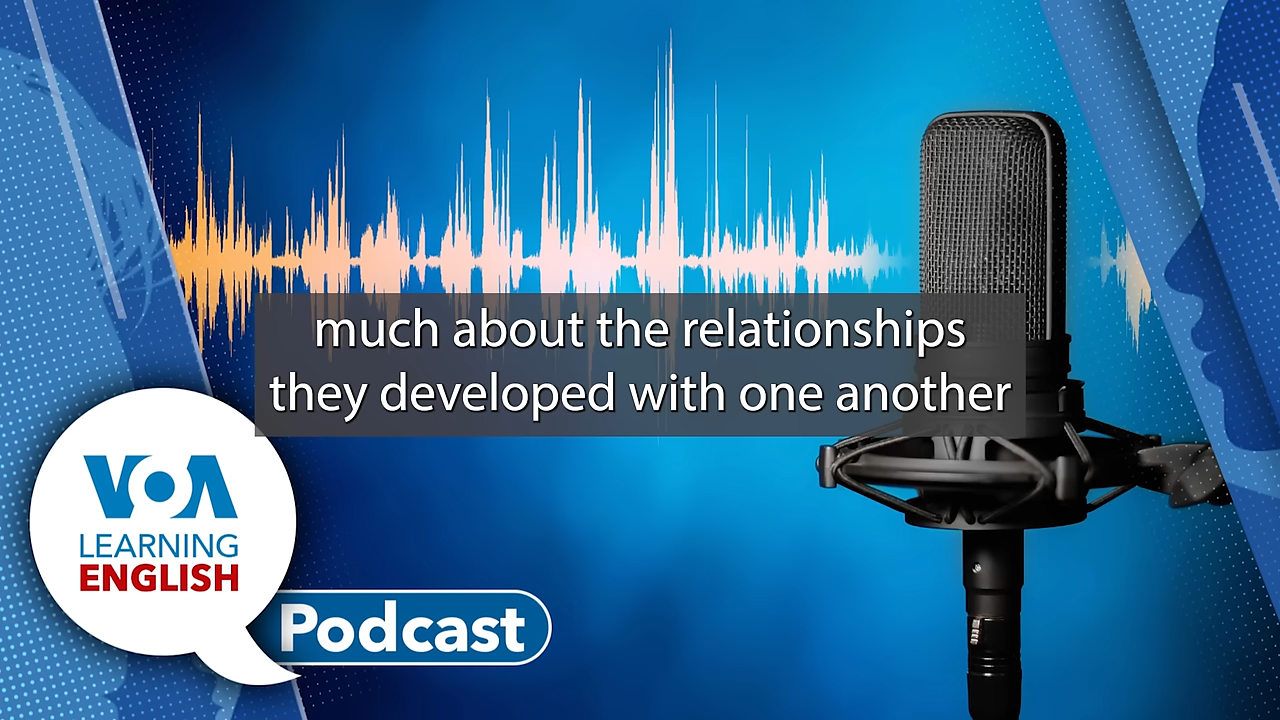 much about the relationships
they developed with one another
VOA
LEARNING
ENGLISH
Podcast